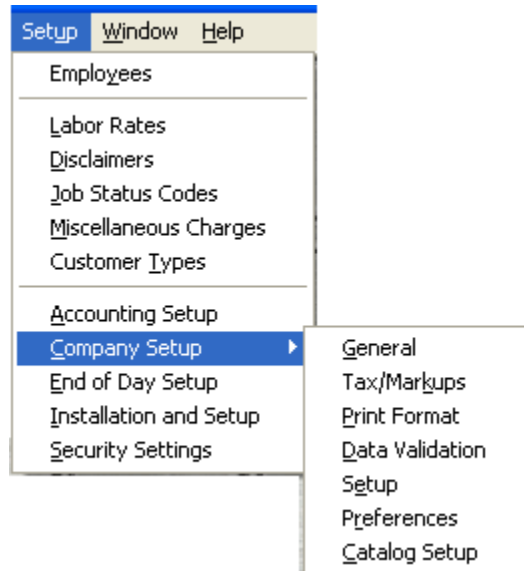 Setup Window Help
Employees
Labor Rates
Disclaimers
Job Status Codes
Miscellaneous Charges
Customer Types
Accounting Setup
Company Setup
End of Day Setup
Installation and Setup
Security Settings
General
Tax/Markups
Print Format
Data Validation
Setup
Preferences
Catalog Setup